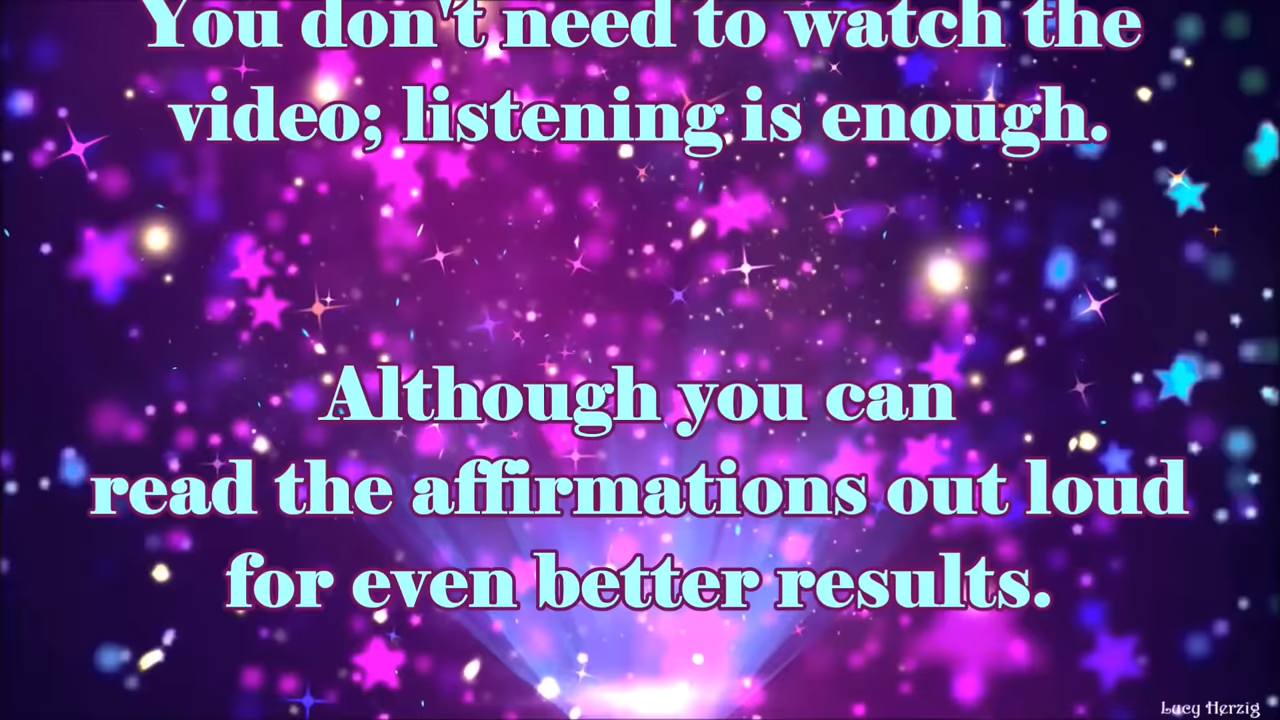 You don't need to watch the
video; listening is enough.
Although you can
read the affirmations out loud
for even better results.
Lucy Herzig